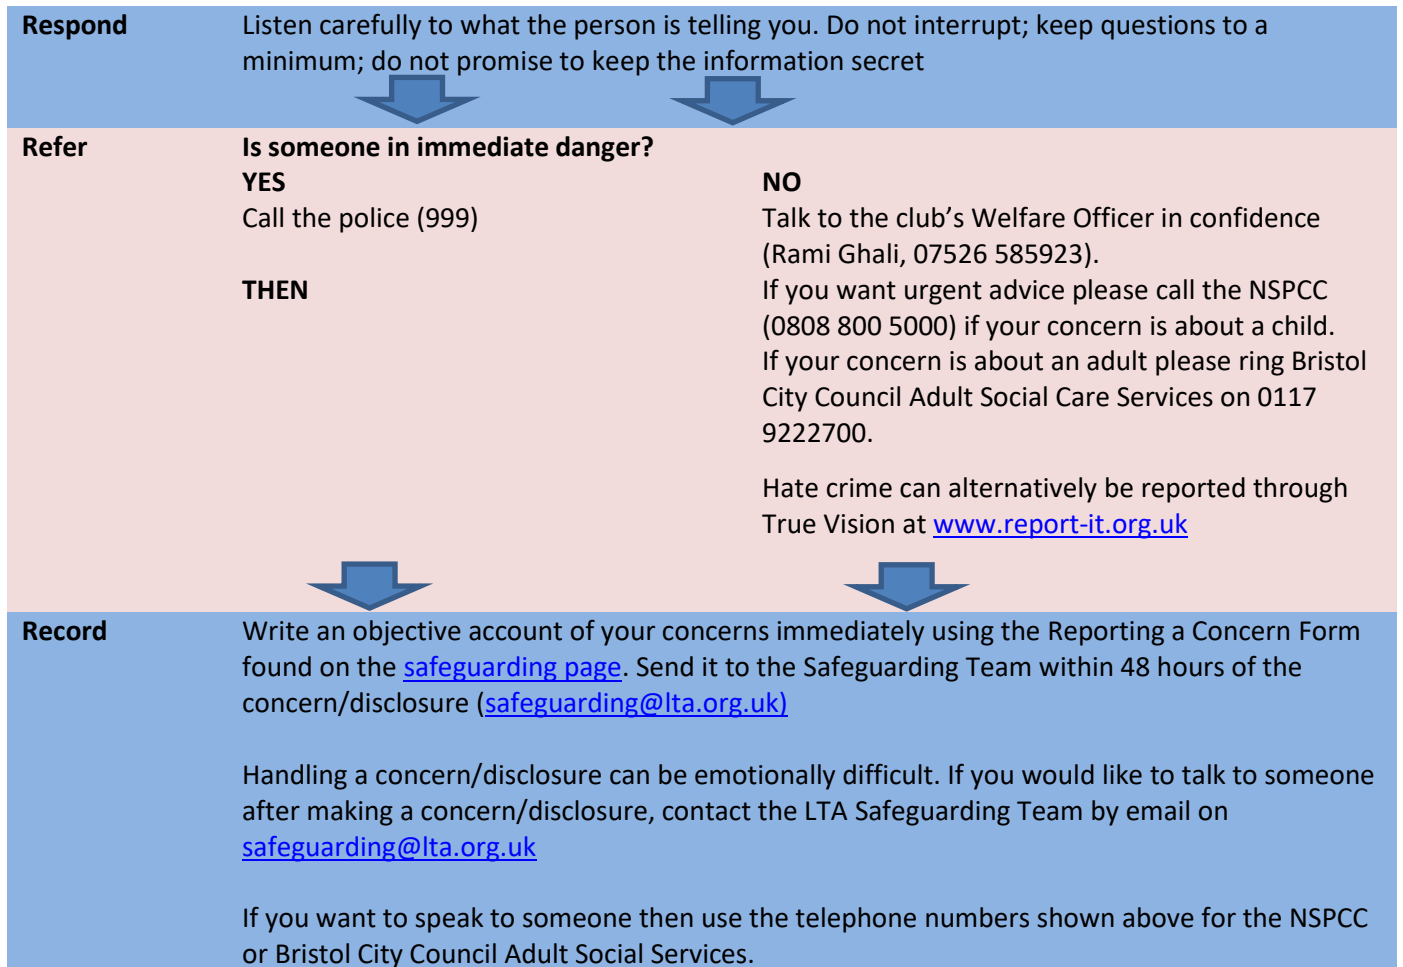 Respond
Listen carefully to what the person is telling you. Do not interrupt; keep questions to a
minimum; do not promise to keep the information secret
Refer
Is someone in immediate danger?
YES
Call the police (999)
THEN
NO
Talk to the club's Welfare Officer in confidence
(Rami Ghali, 07526 585923).
If you want urgent advice please call the NSPCC
(0808 800 5000) if your concern is about a child.
If your concern is about an adult please ring Bristol
City Council Adult Social Care Services on 0117
9222700.
Hate crime can alternatively be reported through
True Vision at www.report-it.org.uk
Record
Write an objective account of your concerns immediately using the Reporting a Concern Form
found on the safeguarding page. Send it to the Safeguarding Team within 48 hours of the
concern/disclosure (safeguarding@lta.org.uk)
Handling a concern/disclosure can be emotionally difficult. If you would like to talk to someone
after making a concern/disclosure, contact the LTA Safeguarding Team by email on
safeguarding@lta.org.uk
If you want to speak to someone then use the telephone numbers shown above for the NSPCC
or Bristol City Council Adult Social Services.